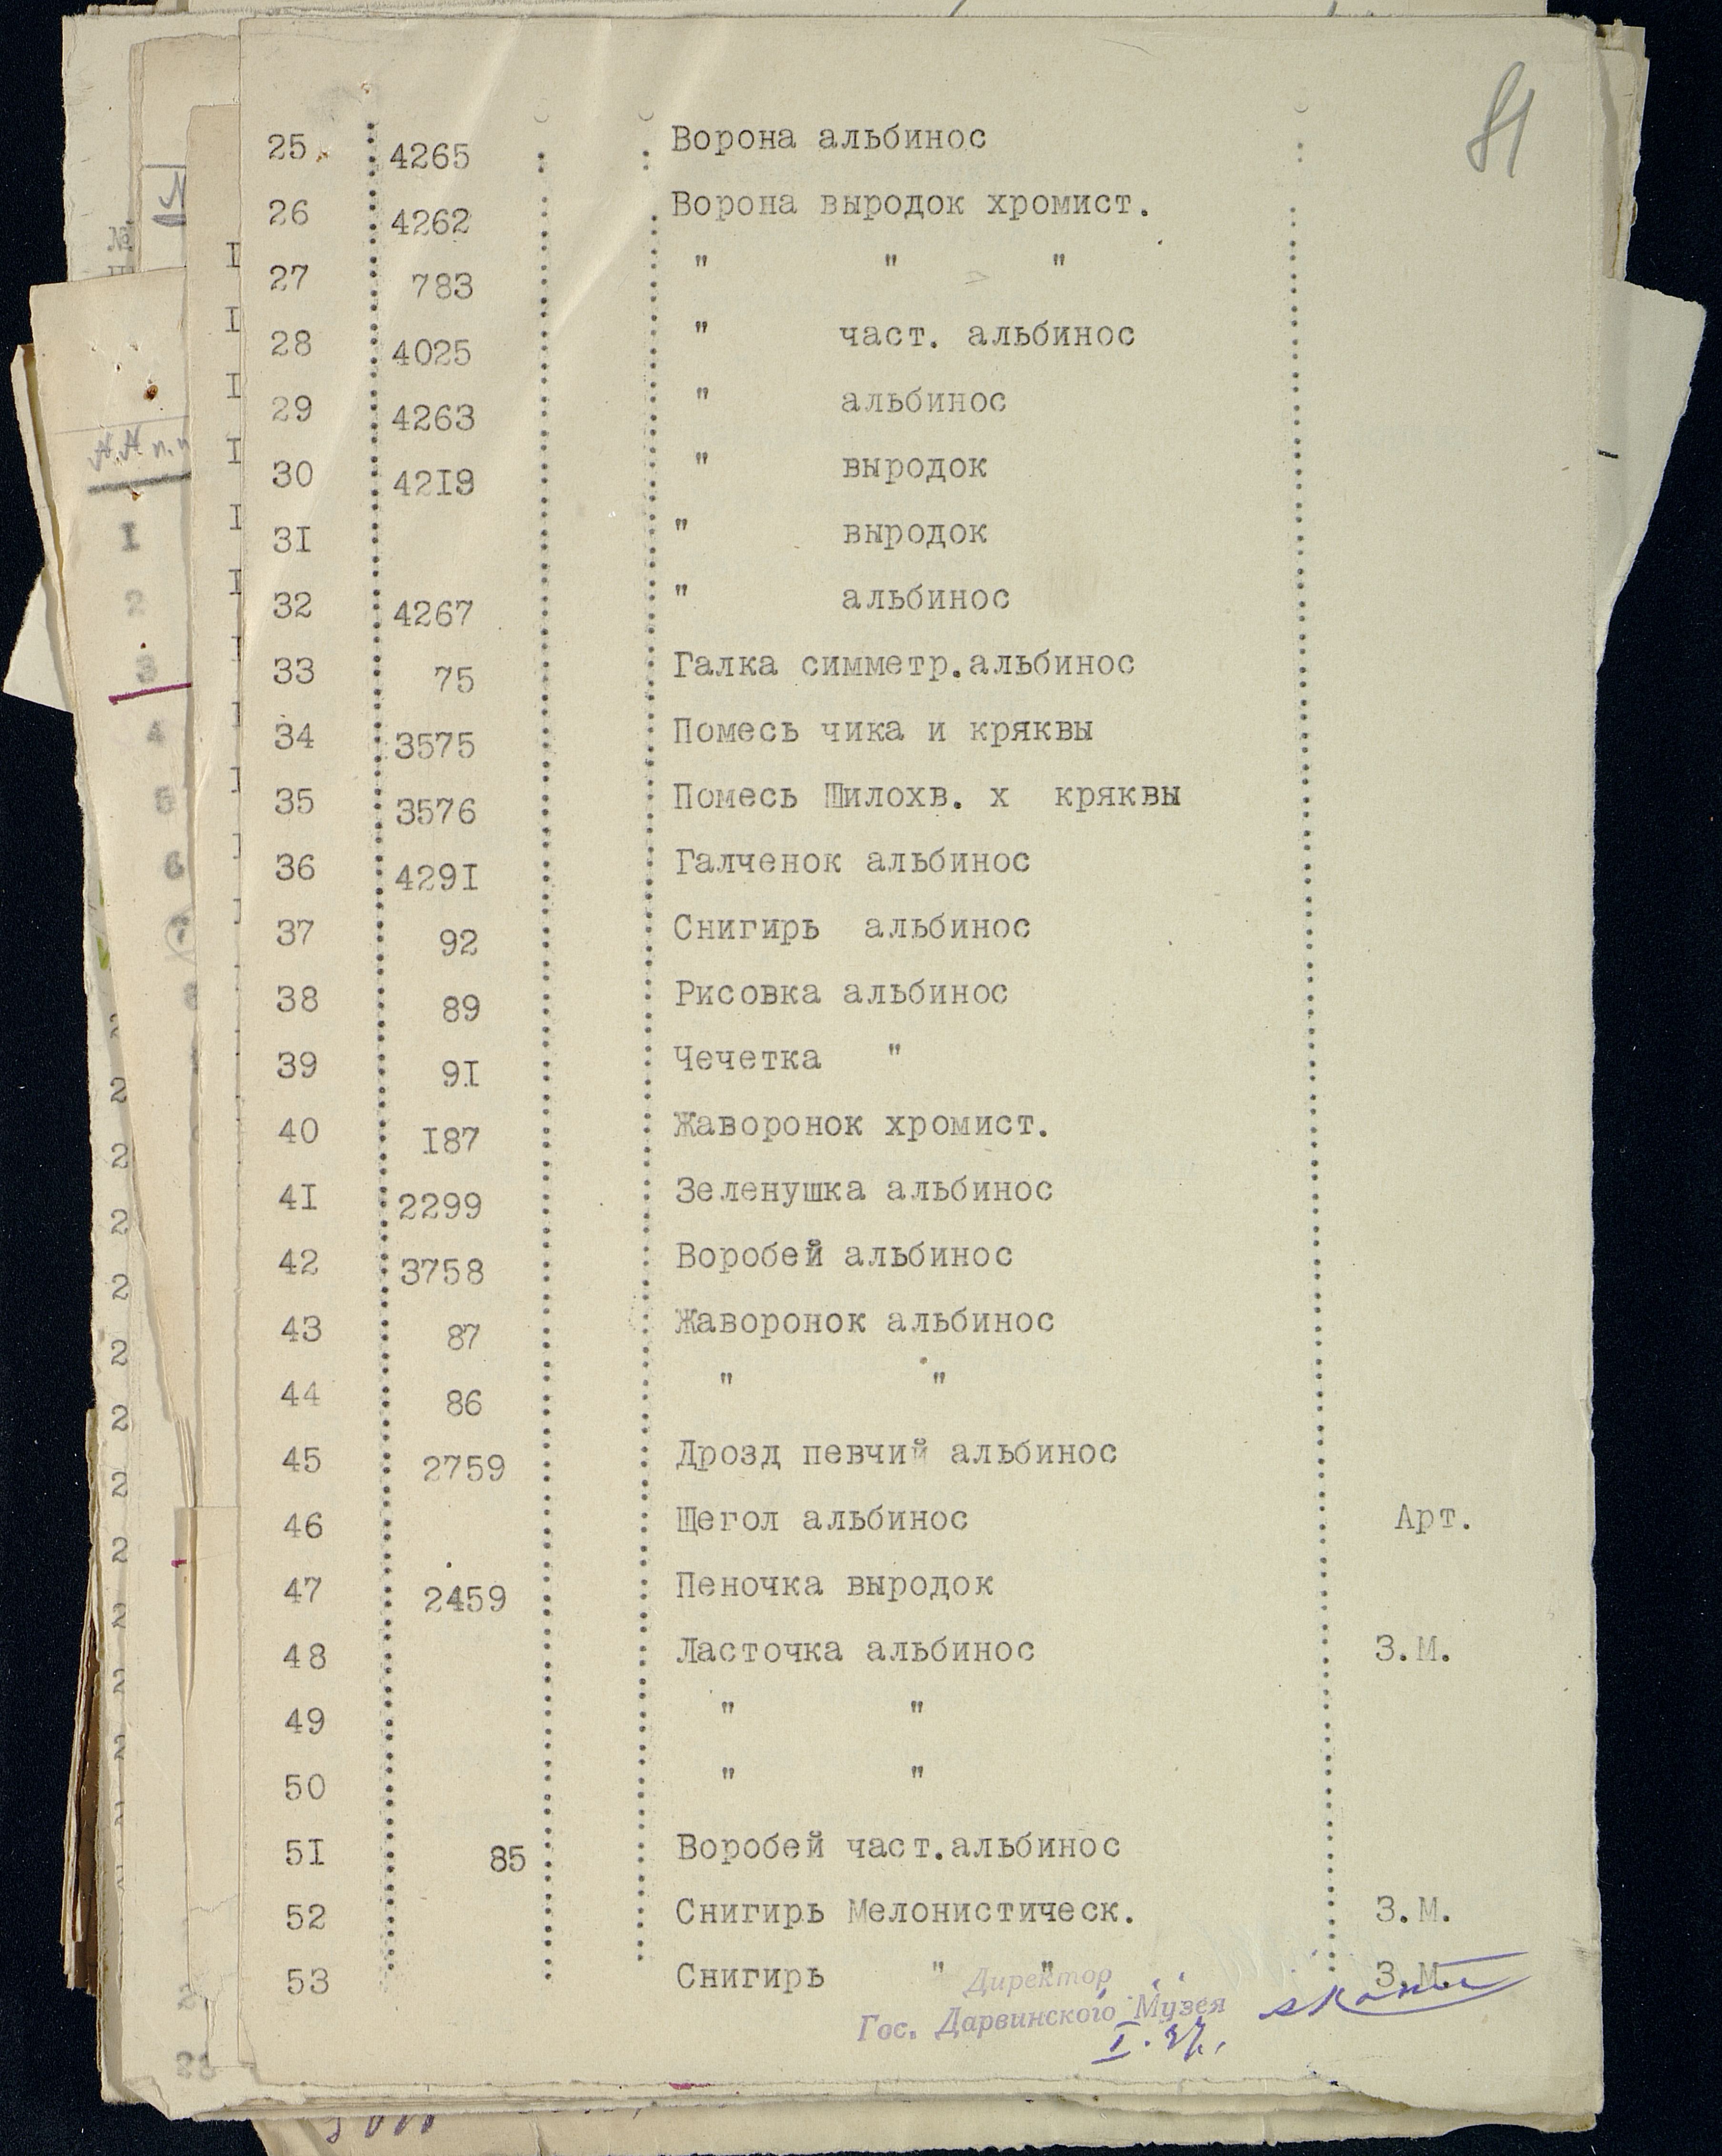 81
25 4265 Ворона альбинос
26 4262 Ворона выродок хромист.
27 783 " " "
28 4025 " част. альбинос
29 4263 " альбинос
30 4219 " выродок
31 " выродок
32 4267 " альбинос
33 75 Галка симметр.альбинос
34 3575 Помесь чика и кряквы
35 3576 Помесь Шилохв. х кряквы
36 4291 Галченок альбинос
37 92 Снигирь альбинос
38 89 Рисовка альбинос
39 91 Чечетка "
40 187 Жаворонок хромист.
41 2299 Зеленушка альбинос
42 3758 Воробей альбинос
43 87 Жаворонок альбинос
44 86 " "
45 2759 Дрозд певчий альбинос
46 Щегол альбинос Арт.
47 2459 Пеночка выродок
48 Ласточка альбинос З.М.
49 " "
50 " "
51 85 Воробей част.альбинос
52 Снигирь Мелонистическ. З.М.
53 Снигирь " " З.М.
Директор
Гос. Дарвинского Музея